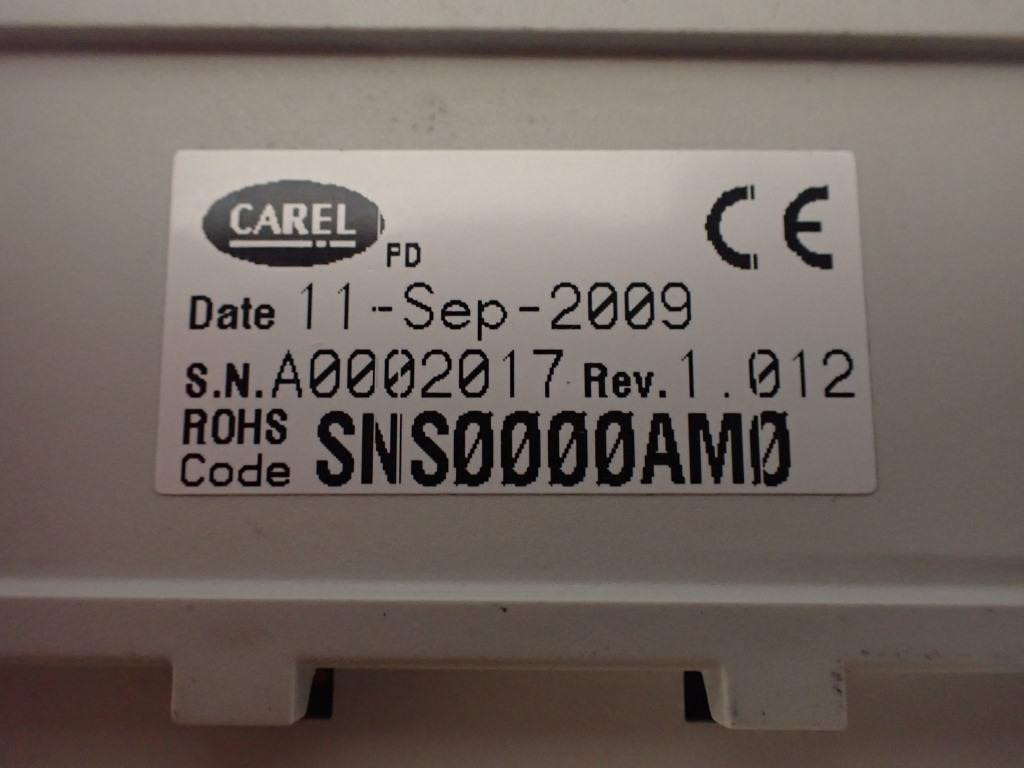 CAREL
PD
CE
Date 11-Sep-2009
S.N. A0002017 Rev. 1.012
ROHS
Code SNS0000AM0